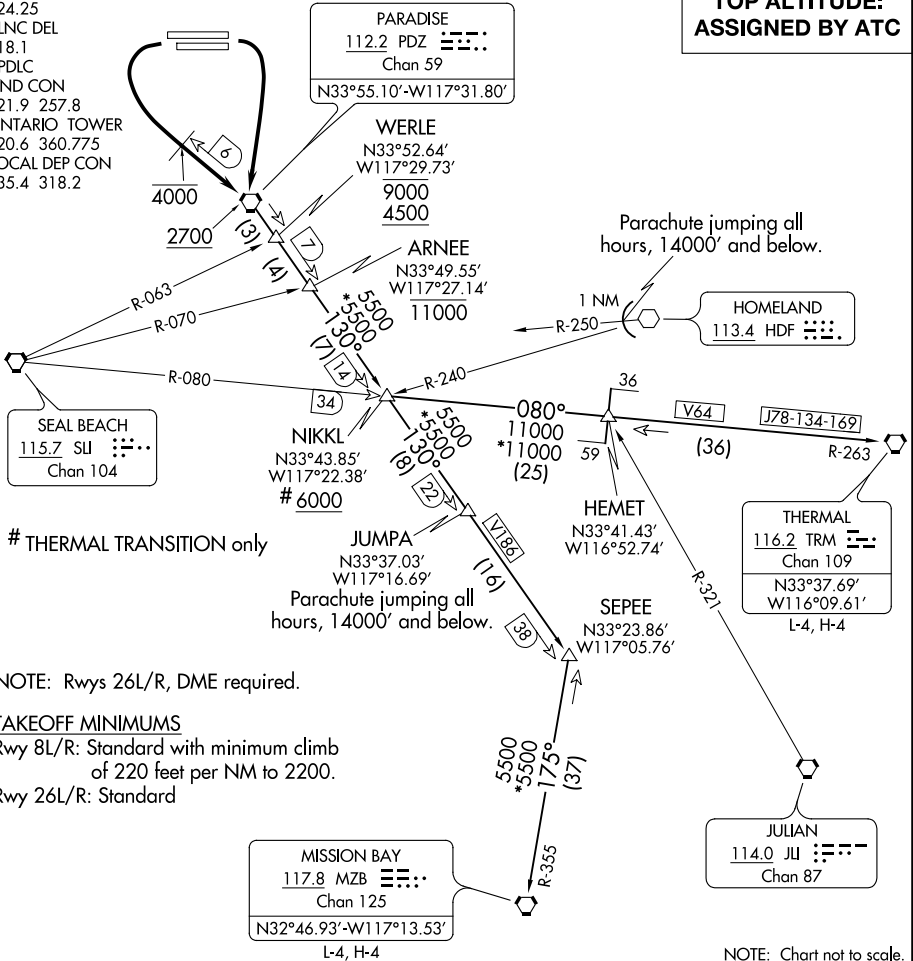 24.25
LNC DEL
18.1
PDLC
ND CON
21.9 257.8
NTARIO TOWER
20.6 360.775
OCAL DEP CON
35.4 318.2
TOP ALTITUDE:
ASSIGNED BY ATC
PARADISE
112.2 PDZ
Chan 59
N33°55.10'-W117°31.80'
6
4000
2700
WERLE
N33°52.64'
W117°29.73'
9000
4500
(3)
7
(4)
ARNEE
N33°49.55'
W117°27.14'
11000
R-063
R-070
R-080
SEAL BEACH
115.7 SLI
Chan 104
5500
*5500
130°
(7)
14
34
Parachute jumping all
hours, 14000' and below.
1 NM
R-250
R-240
HOMELAND
113.4 HDF
NIKKL
N33°43.85'
W117°22.38'
# 6000
# THERMAL TRANSITION only
080°
11000
*11000
(25)
36
59
V64
J78-134-169
(36)
R-263
HEMET
N33°41.43'
W116°52.74'
THERMAL
116.2 TRM
Chan 109
N33°37.69'
W116°09.61'
L-4, H-4
5500
*5500
130°
(8)
22
JUMPA
N33°37.03'
W117°16.69'
Parachute jumping all
hours, 14000' and below.
V186
(16)
38
SEPEE
N33°23.86'
W117°05.76'
R-321
JULIAN
114.0 JLI
Chan 87
NOTE: Rwys 26L/R, DME required.
TAKEOFF MINIMUMS
Rwy 8L/R: Standard with minimum climb
of 220 feet per NM to 2200.
Rwy 26L/R: Standard
5500
*5500
175°
(37)
R-355
MISSION BAY
117.8 MZB
Chan 125
N32°46.93'-W117°13.53'
L-4, H-4
NOTE: Chart not to scale.